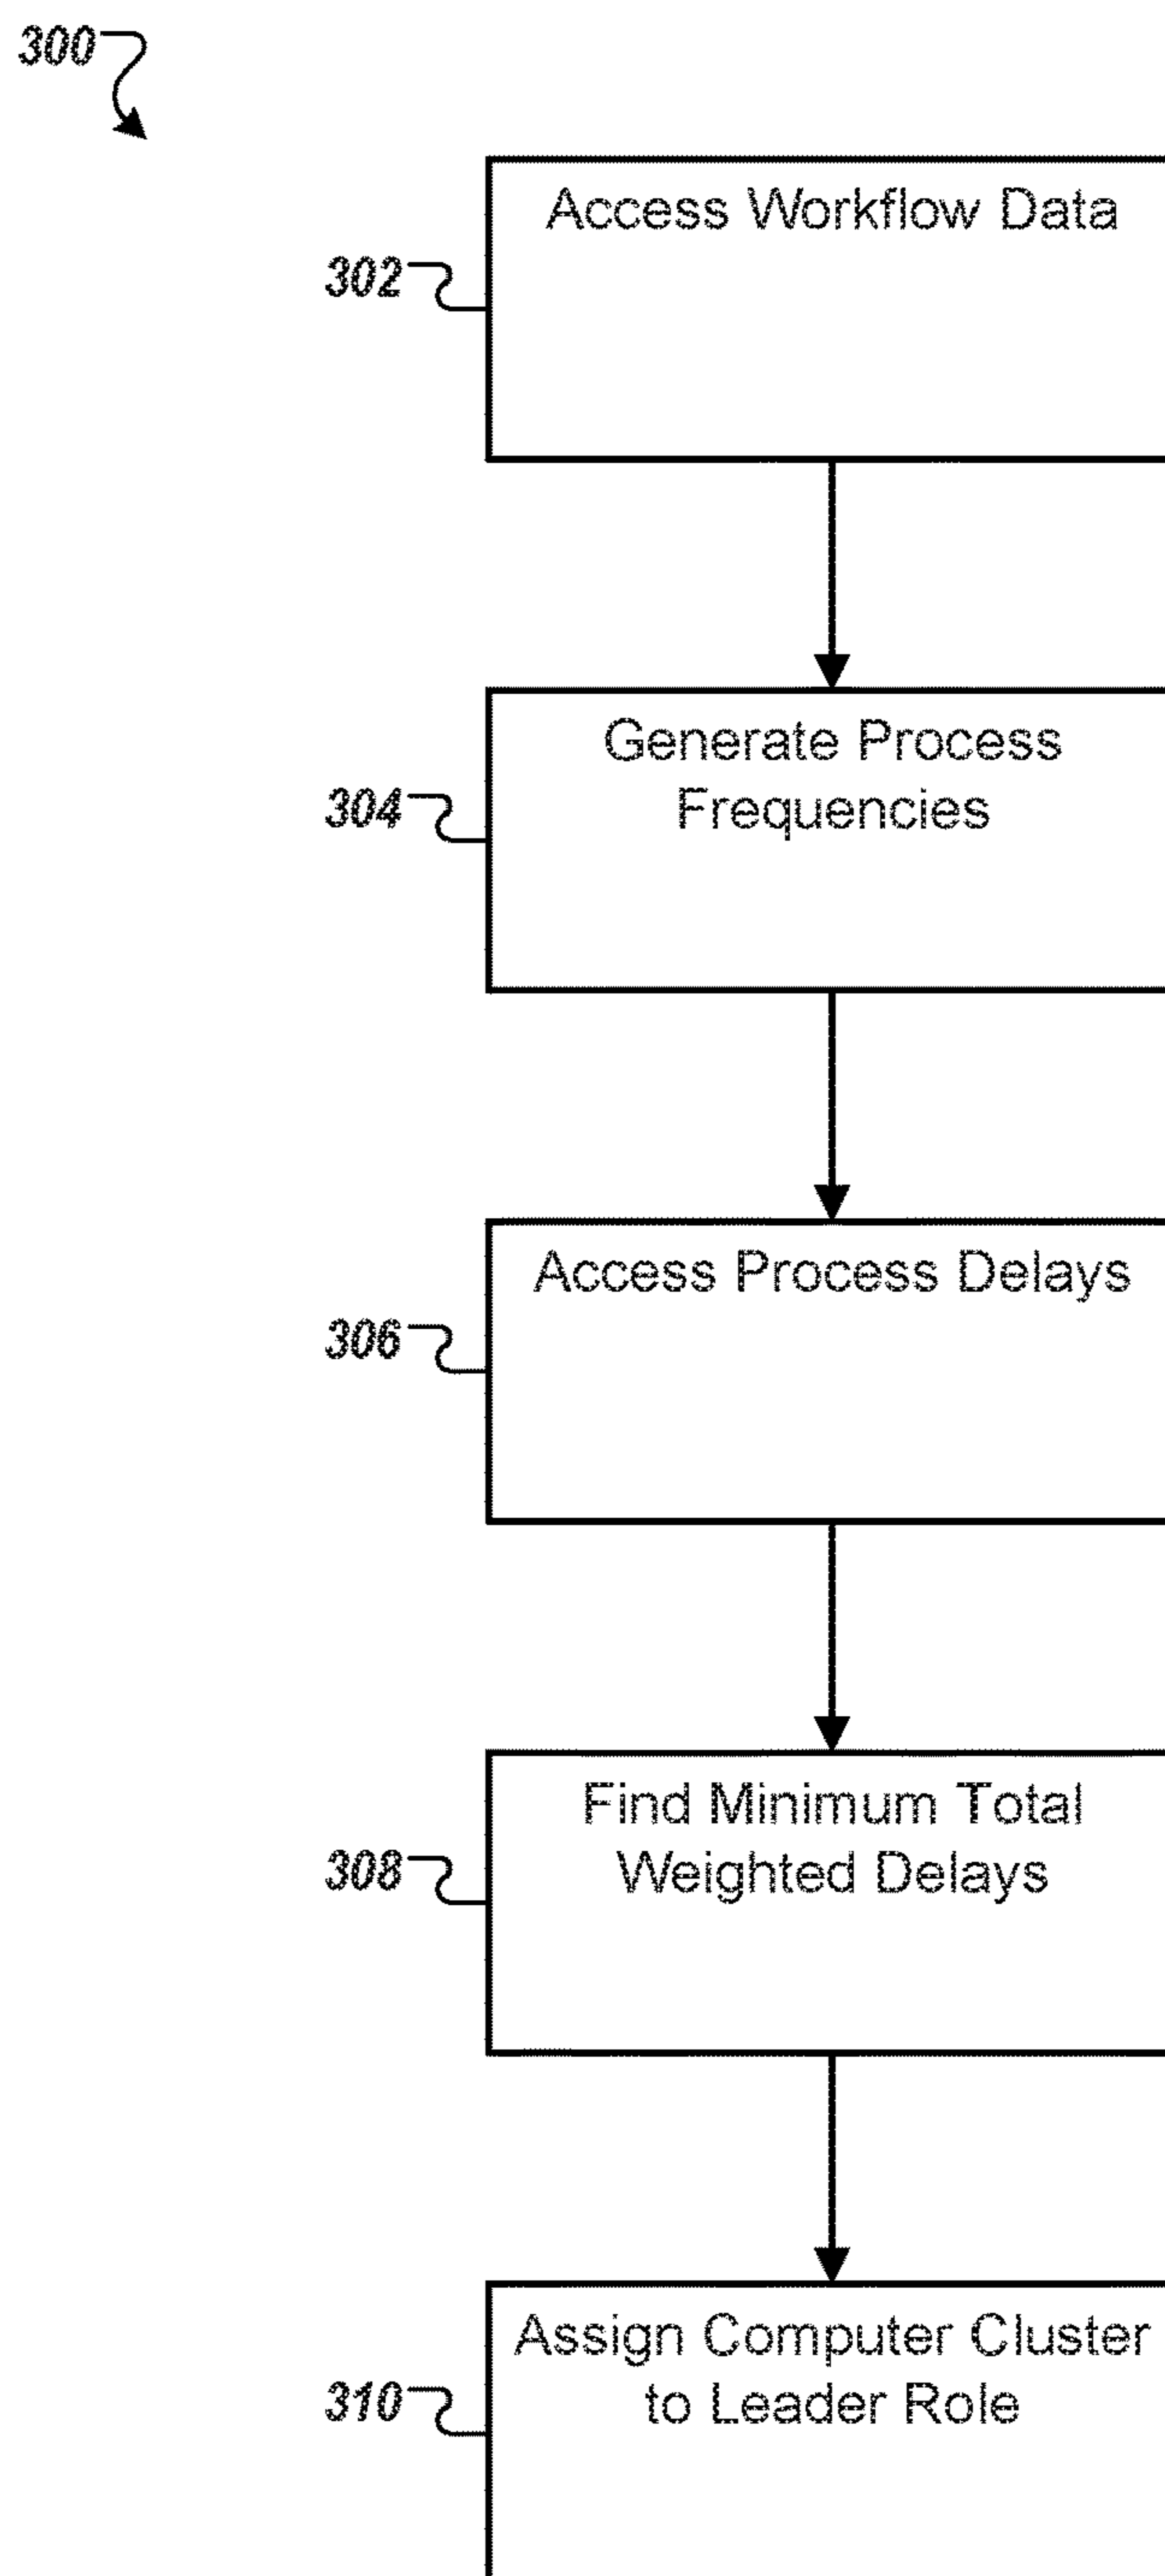 300
Access Workflow Data
302
Generate Process
Frequencies
304
Access Process Delays
306
Find Minimum Total
Weighted Delays
308
Assign Computer Cluster
to Leader Role
310